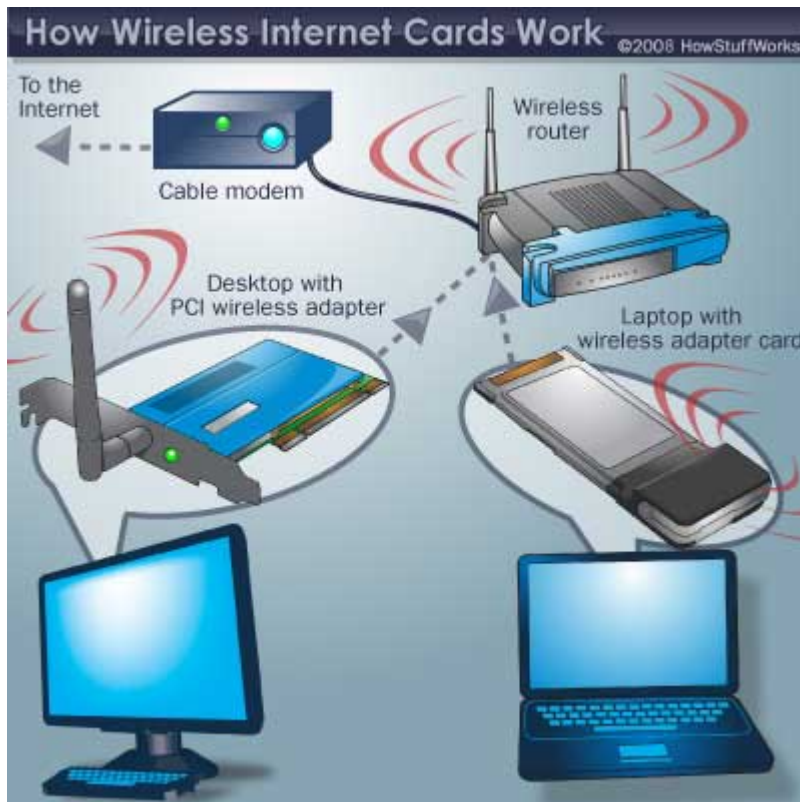 How Wireless Internet Cards Work ©2008 HowStuffWorks
To the
Internet
Wireless
router
Cable modem
Desktop with
PCI wireless adapter
Laptop with
wireless adapter card